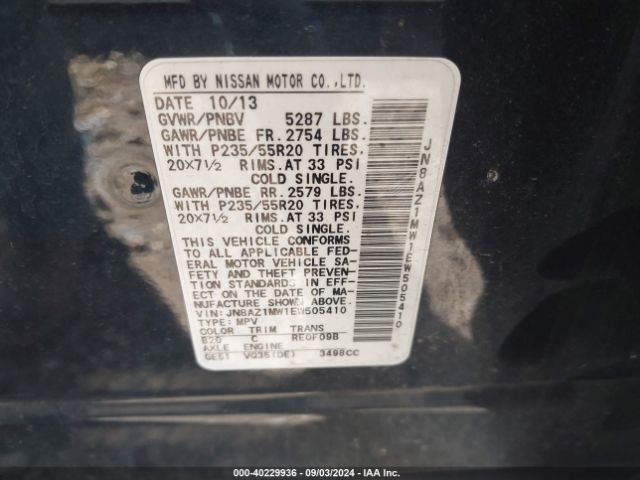 MFD BY NISSAN MOTOR CO.,LTD.
DATE 10/13
GVWR/PNBV 5287 LBS.
GAWR/PNBE FR. 2754 LBS.
WITH P235/55R20 TIRES.
20×7½ RIMS. AT 33 PSI
COLD SINGLE.
GAWR/PNBE RR. 2579 LBS.
WITH P235/55R20 TIRES.
20×7½ RIMS. AT 33 PSI
COLD SINGLE.
THIS VEHICLE CONFORMS
TO ALL APPLICABLE FED-
ERAL MOTOR VEHICLE SA-
FETY AND THEFT PREVEN-
TION STANDARDS IN EFF-
ECT ON THE DATE OF MA-
NUFACTURE SHOWN ABOVE.
VIN: JN8AZ1MW1EW505410
TYPE: MPV
COLOR TRIM TRANS
B20 C RE0F09B
AXLE ENGINE
GE51 VQ35(DE) 3498CC
JN8AZ1MW1EW505410
000-40229936 - 09/03/2024 - IAA Inc.